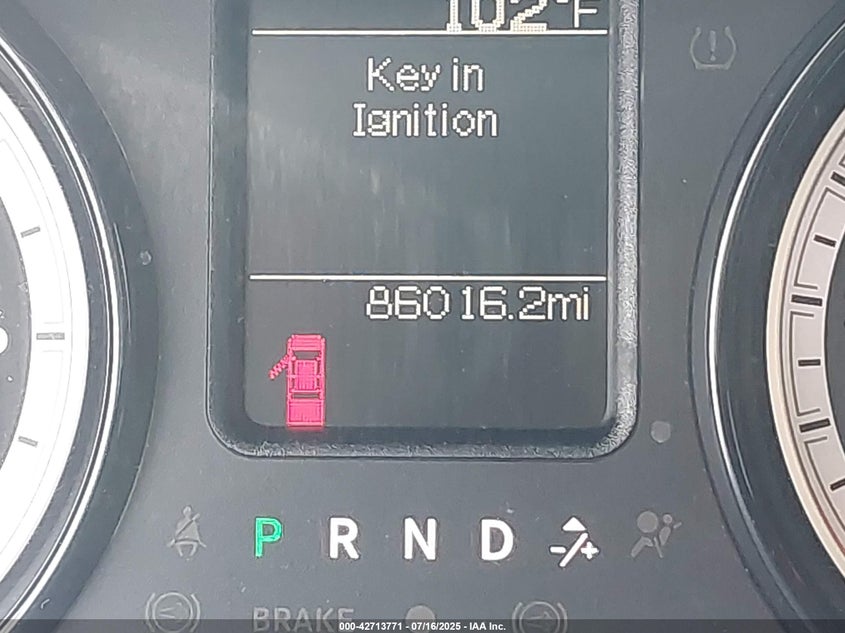 102°F
Key in
Ignition
86016.2mi
P R N D -/+
BRAKE
000-42713771 - 07/16/2025 - IAA Inc.